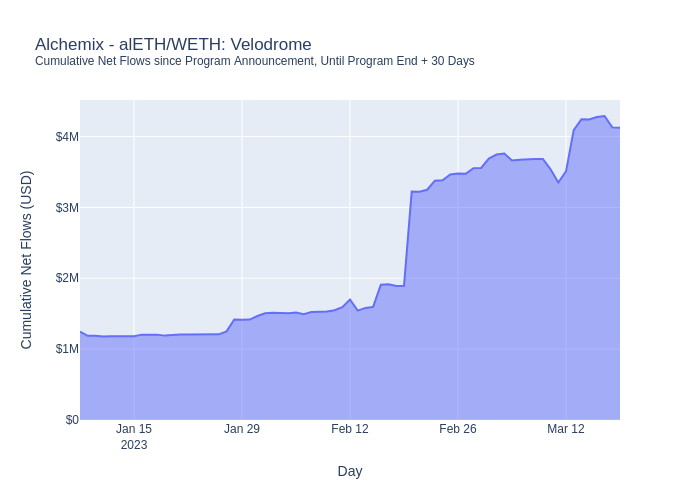 Alchemix - alETH/WETH: Velodrome
Cumulative Net Flows since Program Announcement, Until Program End + 30 Days
Cumulative Net Flows (USD)
$4M
$3M
$2M
$1M
$0
Jan 15
2023
Jan 29
Feb 12
Feb 26
Mar 12
Day